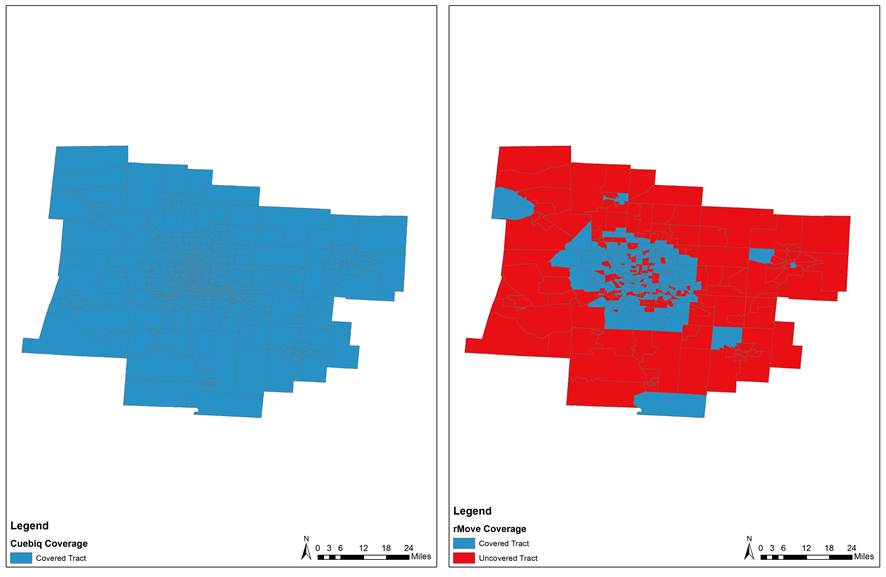 Legend
Cuebiq Coverage
Covered Tract
N
0 3 6 12 18 24
Miles
Legend
rMove Coverage
Covered Tract
Uncovered Tract
N
0 3 6 12 18 24
Miles